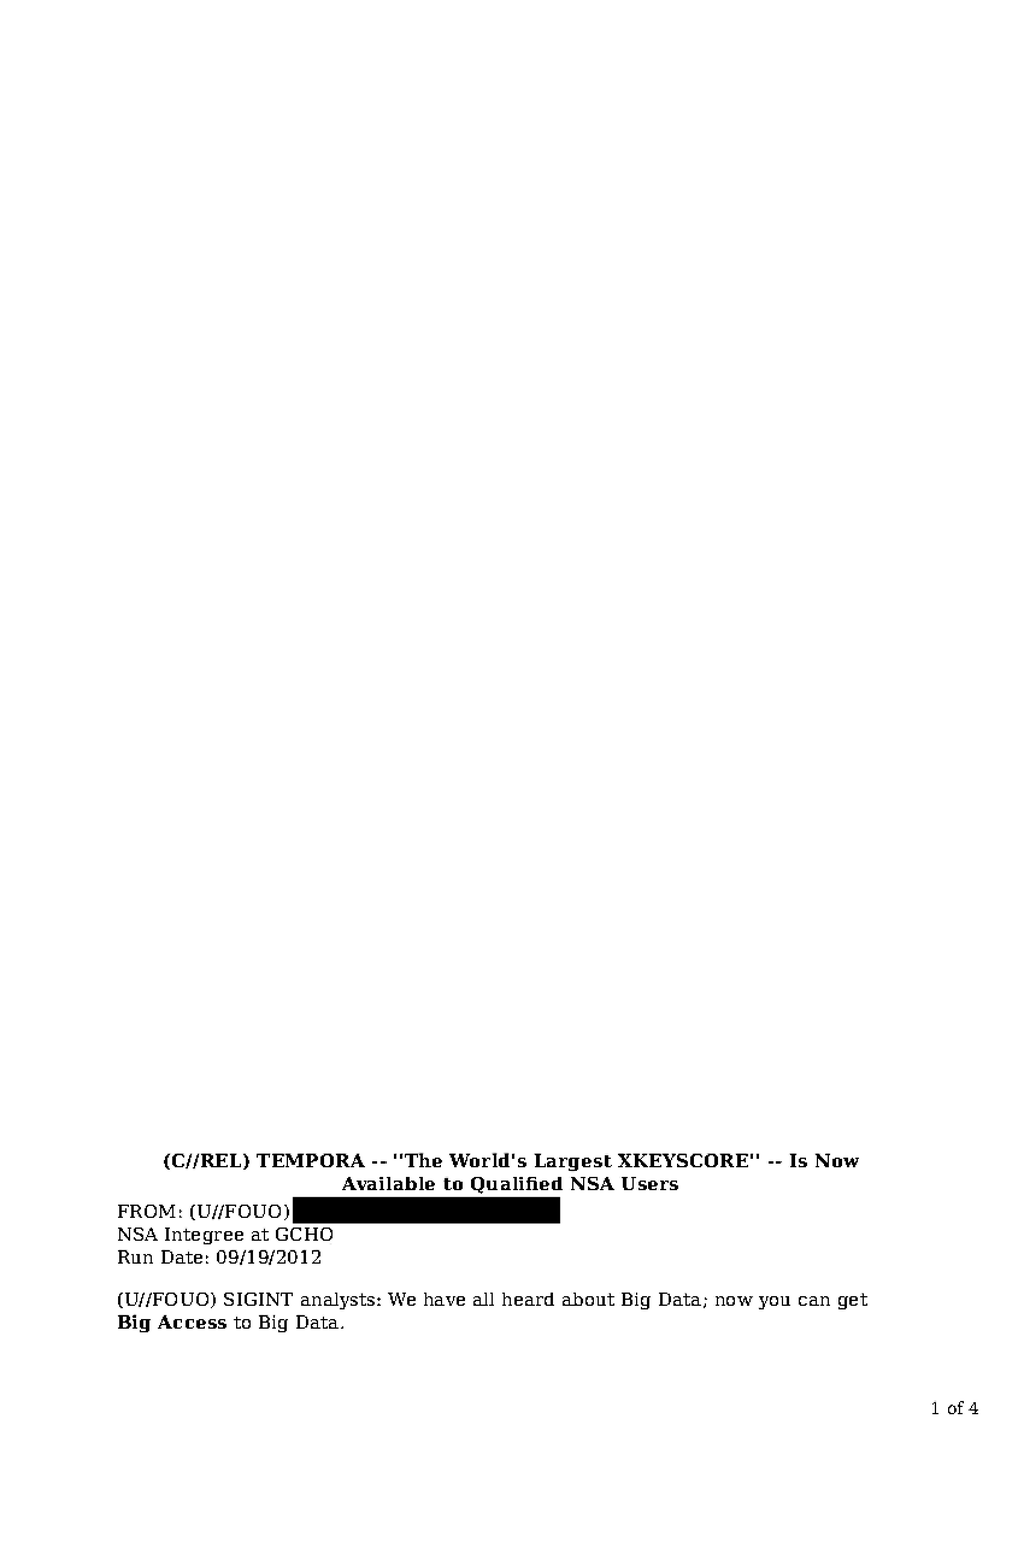 (C//REL) TEMPORA -- "The World's Largest XKEYSCORE" -- Is Now
Available to Qualified NSA Users
FROM: (U//FOUO)
NSA Integree at GCHQ
Run Date: 09/19/2012
(U//FOUO) SIGINT analysts: We have all heard about Big Data; now you can get
Big Access to Big Data.
1 of 4